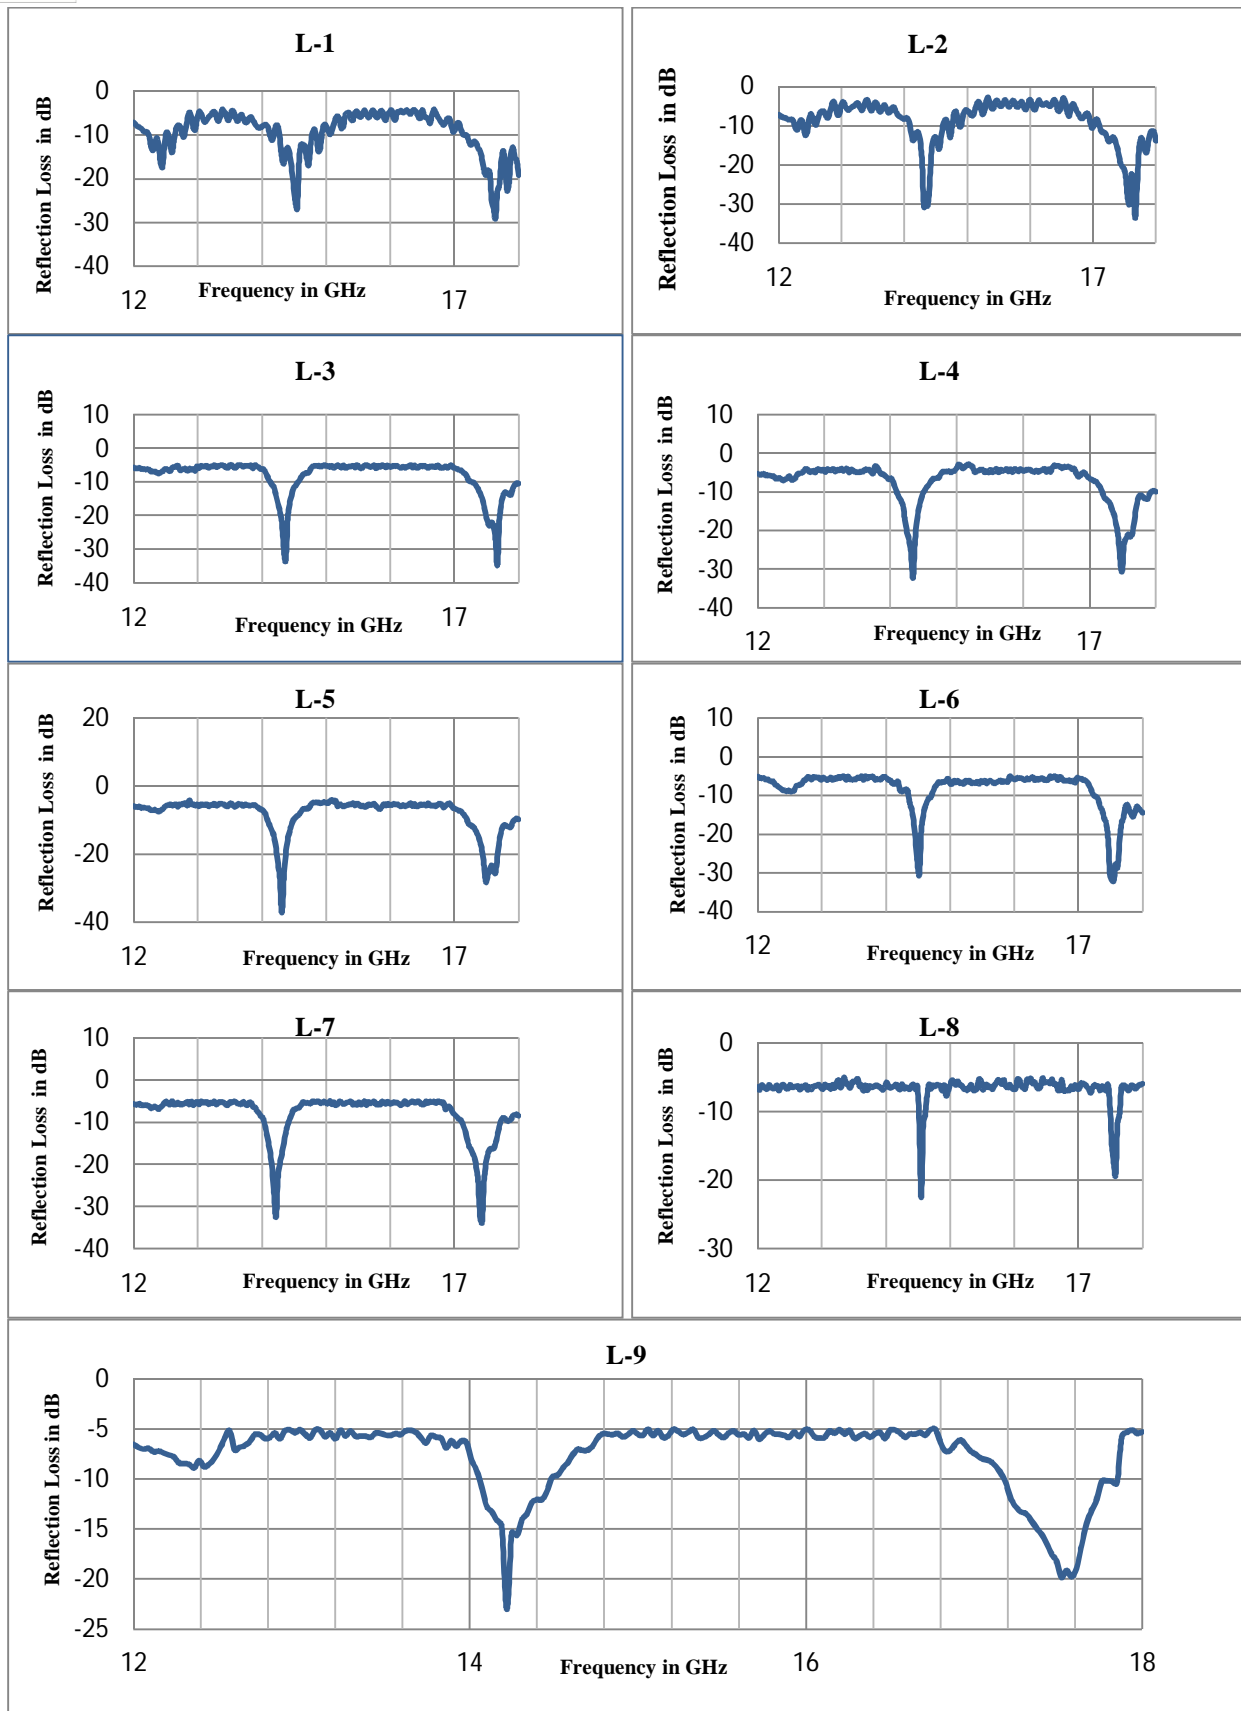 L-1
Reflection Loss in dB
0
-10
-20
-30
-40
12
17
Frequency in GHz
L-2
Reflection Loss in dB
0
-10
-20
-30
-40
12
17
Frequency in GHz
L-3
Reflection Loss in dB
10
0
-10
-20
-30
-40
12
17
Frequency in GHz
L-4
Reflection Loss in dB
10
0
-10
-20
-30
-40
12
17
Frequency in GHz
L-5
Reflection Loss in dB
20
0
-20
-40
12
17
Frequency in GHz
L-6
Reflection Loss in dB
10
0
-10
-20
-30
-40
12
17
Frequency in GHz
L-7
Reflection Loss in dB
10
0
-10
-20
-30
-40
12
17
Frequency in GHz
L-8
Reflection Loss in dB
0
-10
-20
-30
12
17
Frequency in GHz
L-9
Reflection Loss in dB
0
-5
-10
-15
-20
-25
12
14
16
18
Frequency in GHz